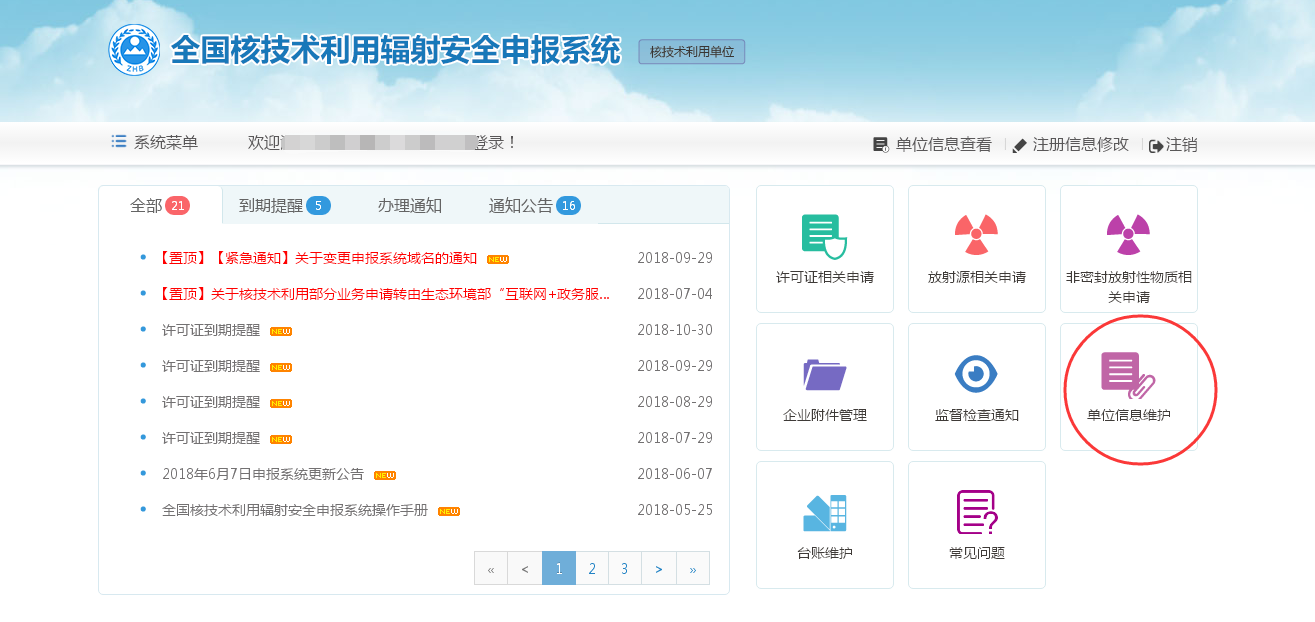 全国核技术利用辐射安全申报系统
核技术利用单位
ZHB
系统菜单
欢迎 登录！
单位信息查看
注册信息修改
注销
全部 21
到期提醒 5
办理通知
通知公告 16
【置顶】【紧急通知】关于变更申报系统域名的通知 NEW 2018-09-29
【置顶】关于核技术利用部分业务申请转由生态环境部“互联网+政务服... 2018-07-04
许可证到期提醒 NEW 2018-10-30
许可证到期提醒 NEW 2018-09-29
许可证到期提醒 NEW 2018-08-29
许可证到期提醒 NEW 2018-07-29
2018年6月7日申报系统更新公告 NEW 2018-06-07
全国核技术利用辐射安全申报系统操作手册 NEW 2018-05-25
« < 1 2 3 > »
许可证相关申请
放射源相关申请
非密封放射性物质相
关申请
企业附件管理
监督检查通知
单位信息维护
台账维护
常见问题